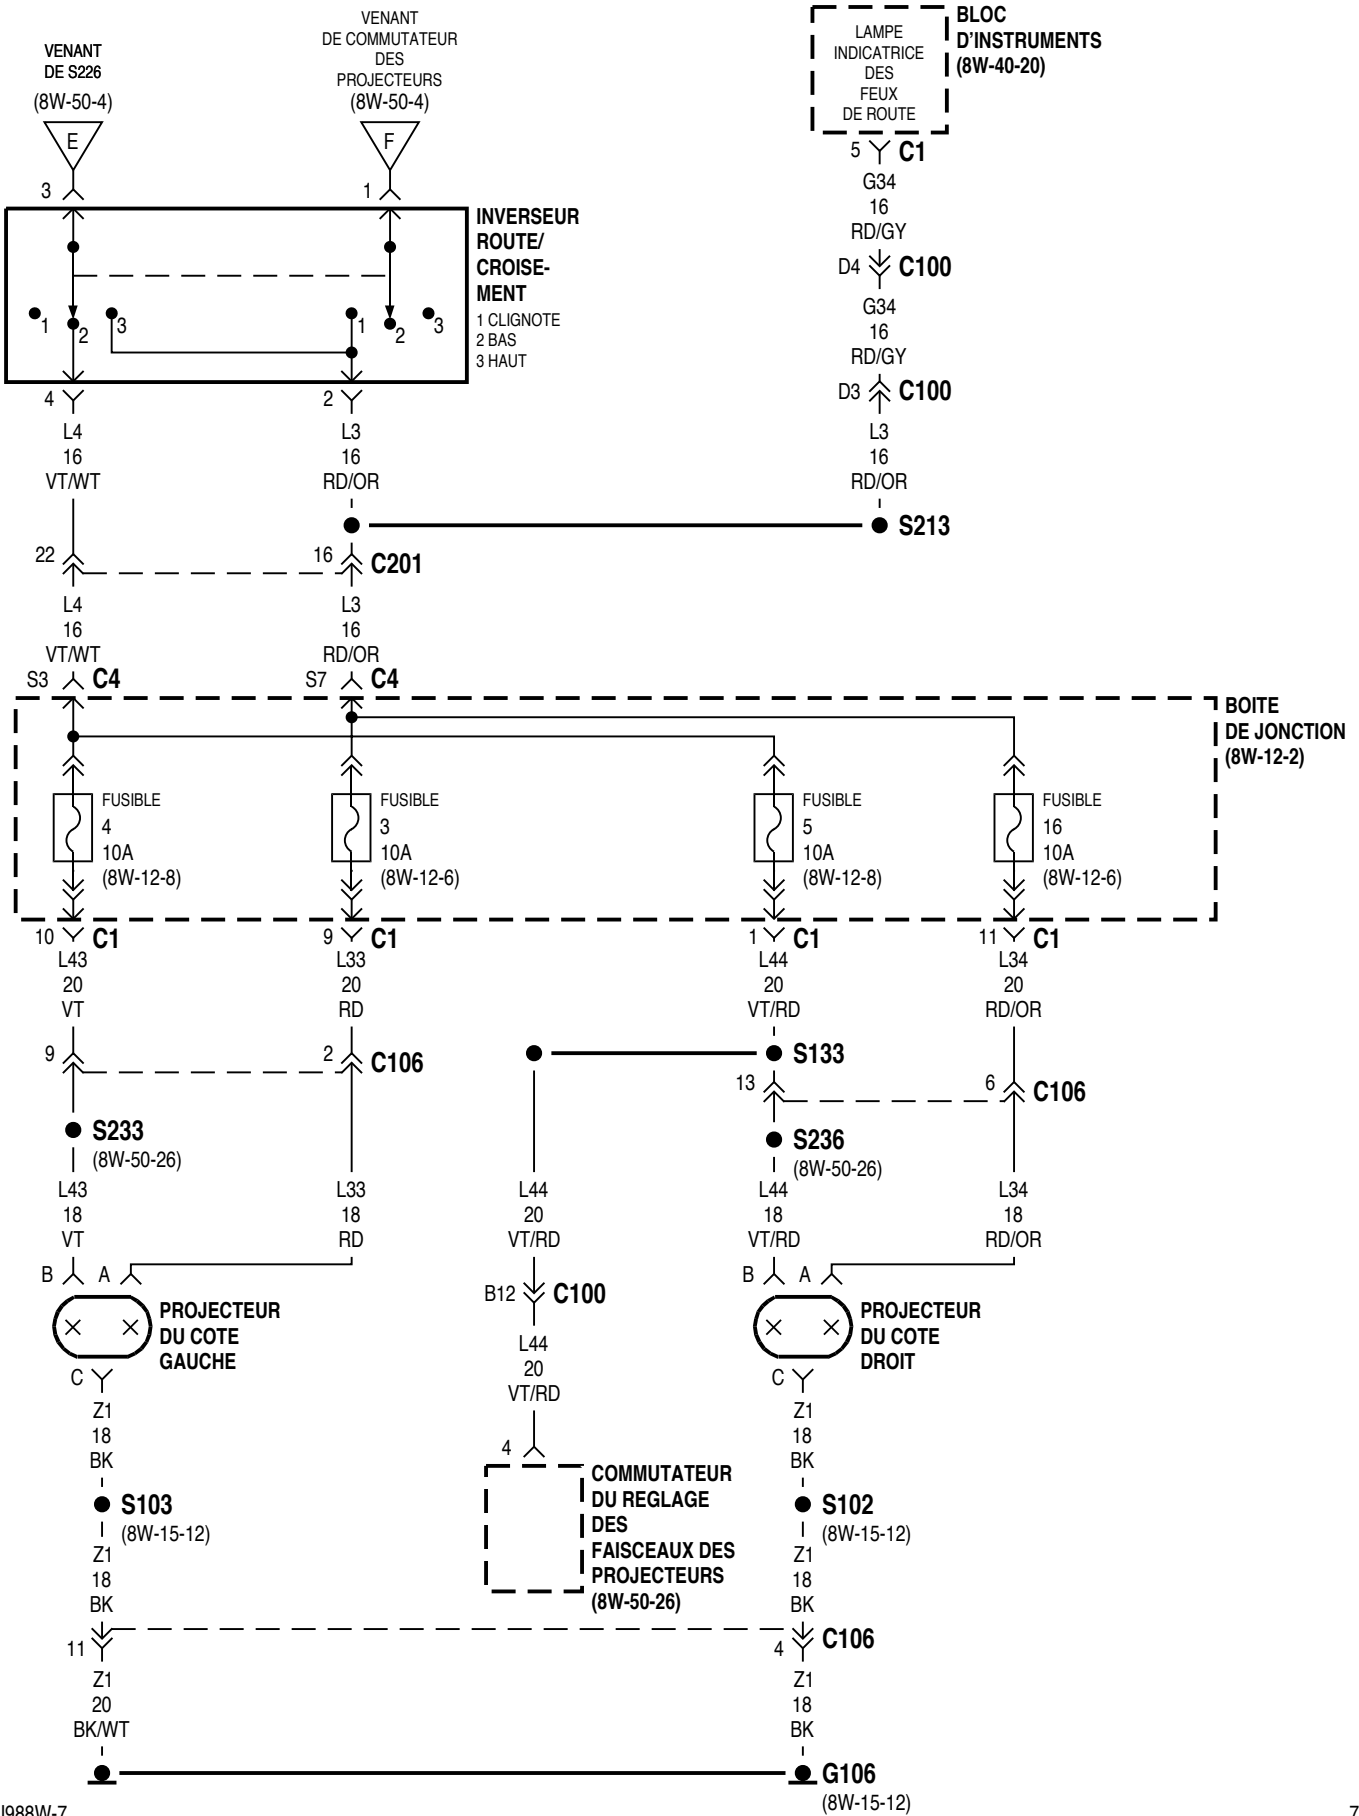 VENANT
DE S226
(8W-50-4)
E
3
VENANT
DE COMMUTATEUR
DES
PROJECTEURS
(8W-50-4)
F
1
LAMPE
INDICATRICE
DES
FEUX
DE ROUTE
BLOC
D'INSTRUMENTS
(8W-40-20)
5 C1
G34
16
RD/GY
D4 C100
G34
16
RD/GY
D3 C100
L3
16
RD/OR
S213
INVERSEUR
ROUTE/
CROISE-
MENT
1 CLIGNOTE
2 BAS
3 HAUT
1 2 3 1 2 3
4 2
L4
16
VT/WT
L3
16
RD/OR
22 16 C201
L4
16
VT/WT
L3
16
RD/OR
S3 C4 S7 C4
BOITE
DE JONCTION
(8W-12-2)
FUSIBLE
4
10A
(8W-12-8)
FUSIBLE
3
10A
(8W-12-6)
FUSIBLE
5
10A
(8W-12-8)
FUSIBLE
16
10A
(8W-12-6)
10 C1 9 C1 1 C1 11 C1
L43
20
VT
L33
20
RD
L44
20
VT/RD
L34
20
RD/OR
9 2 C106
S133
13 6 C106
S233
(8W-50-26)
S236
(8W-50-26)
L43
18
VT
L33
18
RD
L44
20
VT/RD
L44
18
VT/RD
L34
18
RD/OR
B A
B12 C100
B A
PROJECTEUR
DU COTE
GAUCHE
L44
20
VT/RD
PROJECTEUR
DU COTE
DROIT
C
Z1
18
BK
C
Z1
18
BK
4
COMMUTATEUR
DU REGLAGE
DES
FAISCEAUX DES
PROJECTEURS
(8W-50-26)
S103
(8W-15-12)
S102
(8W-15-12)
Z1
18
BK
Z1
18
BK
11 4 C106
Z1
20
BK/WT
Z1
18
BK
G106
(8W-15-12)
J988W-7